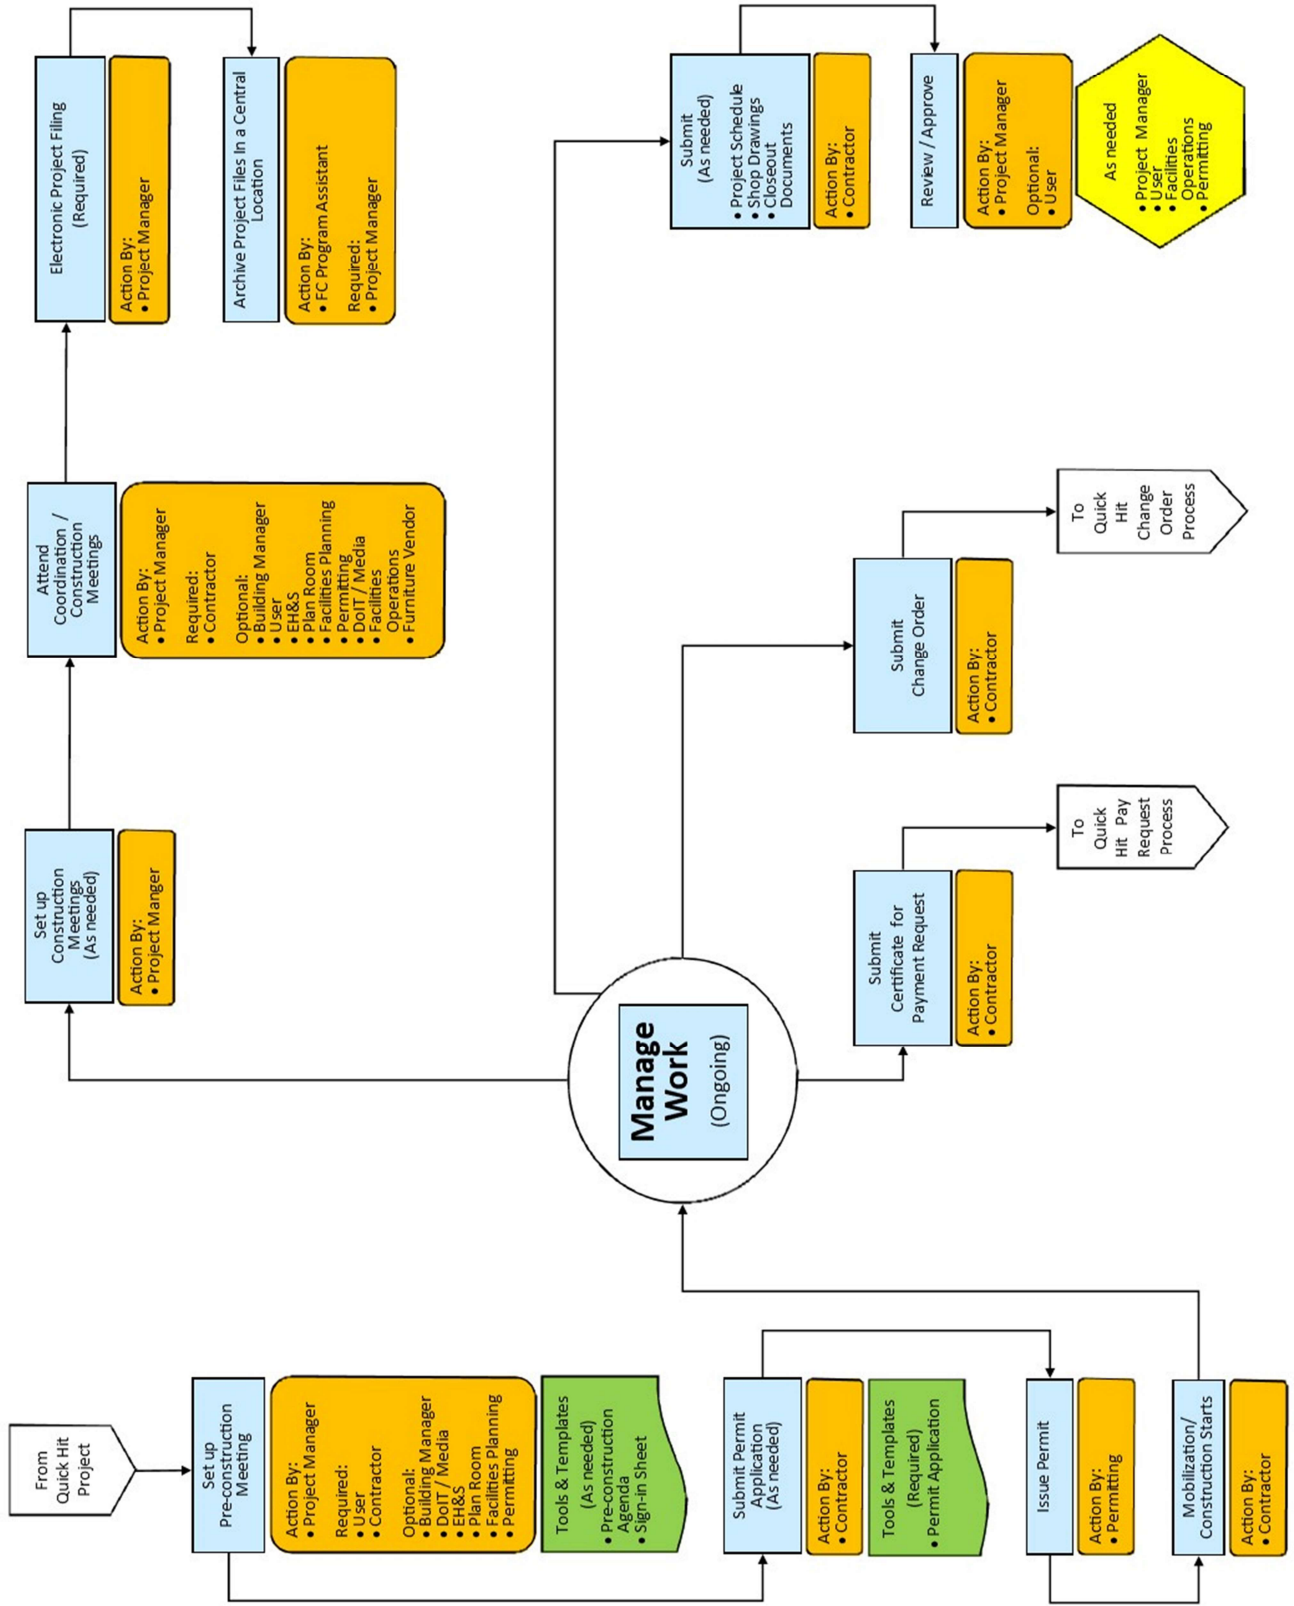 From
Quick Hit
Project
Set up
Pre-construction
Meeting
Action By:
• Project Manager
Required:
• User
• Contractor
Optional:
• Building Manager
• DoIT / Media
• EH&S
• Plan Room
• Facilities Planning
• Permitting
Tools & Templates
(As needed)
• Pre-construction
Agenda
• Sign-in Sheet
Submit Permit
Application
(As needed)
Action By:
• Contractor
Tools & Templates
(Required)
• Permit Application
Issue Permit
Action By:
• Permitting
Mobilization/
Construction Starts
Action By:
• Contractor
Manage
Work
(Ongoing)
Set up
Construction
Meetings
(As needed)
Action By:
• Project Manger
Attend
Coordination /
Construction
Meetings
Action By:
• Project Manager
Required:
• Contractor
Optional:
• Building Manager
• User
• EH&S
• Plan Room
• Facilities Planning
• Permitting
• DoIT / Media
• Facilities
Operations
• Furniture Vendor
Electronic Project Filing
(Required)
Action By:
• Project Manager
Archive Project Files In a Central
Location
Action By:
• FC Program Assistant
Required:
• Project Manager
Submit
Certificate for
Payment Request
Action By:
• Contractor
To
Quick
Hit Pay
Request
Process
Submit
Change Order
Action By:
• Contractor
To
Quick
Hit
Change
Order
Process
Submit
(As needed)
• Project Schedule
• Shop Drawings
• Closeout
Documents
Action By:
• Contractor
Review / Approve
Action By:
• Project Manager
Optional:
• User
As needed
• Project Manager
• User
• Facilities
Operations
• Permitting